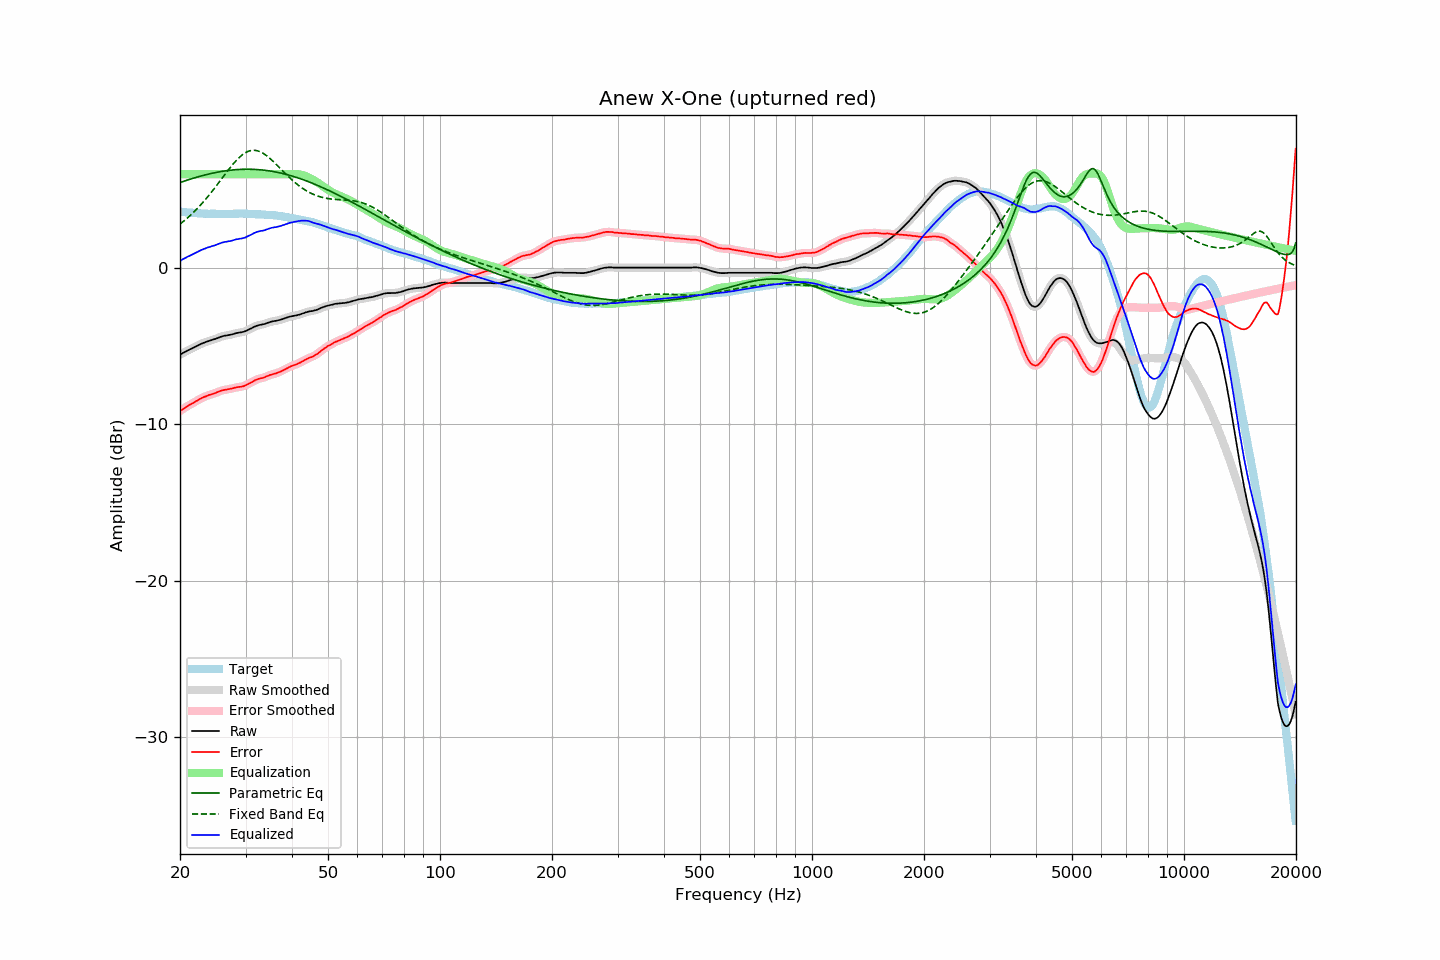 Anew X-One (upturned red)
Amplitude (dBr)
0
−10
−20
−30
Target
Raw Smoothed
Error Smoothed
Raw
Error
Equalization
Parametric Eq
Fixed Band Eq
Equalized
20 50 100 200 500 1000 2000 5000 10000 20000
Frequency (Hz)